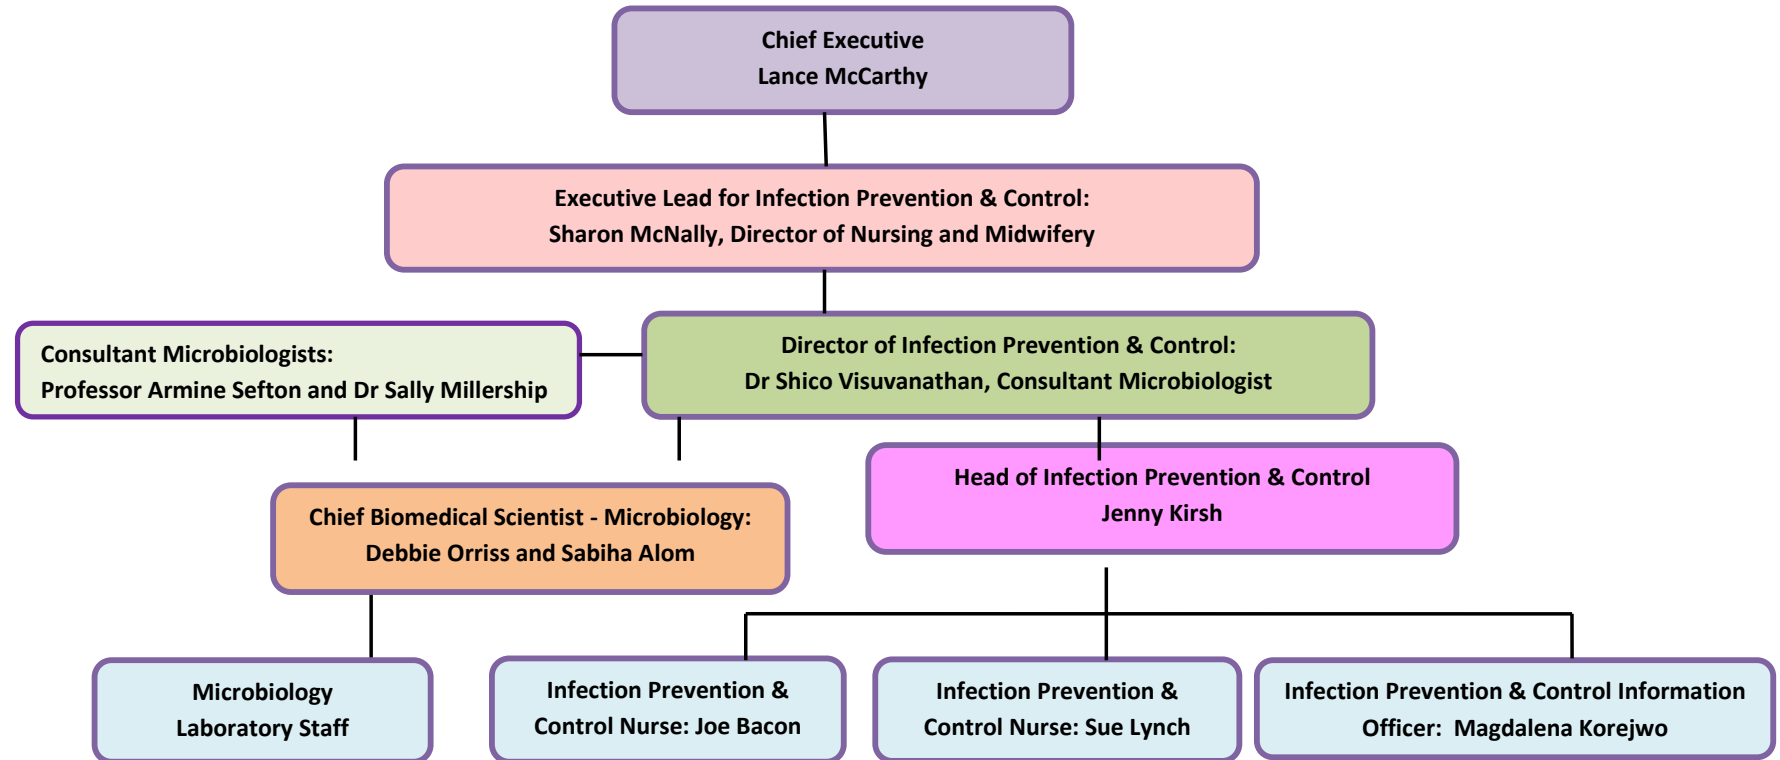 Chief Executive
Lance McCarthy
Executive Lead for Infection Prevention & Control:
Sharon McNally, Director of Nursing and Midwifery
Consultant Microbiologists:
Professor Armine Sefton and Dr Sally Millership
Director of Infection Prevention & Control:
Dr Shico Visuvanathan, Consultant Microbiologist
Chief Biomedical Scientist - Microbiology:
Debbie Orriss and Sabiha Alom
Head of Infection Prevention & Control
Jenny Kirsh
Microbiology
Laboratory Staff
Infection Prevention &
Control Nurse: Joe Bacon
Infection Prevention &
Control Nurse: Sue Lynch
Infection Prevention & Control Information
Officer:  Magdalena Korejwo